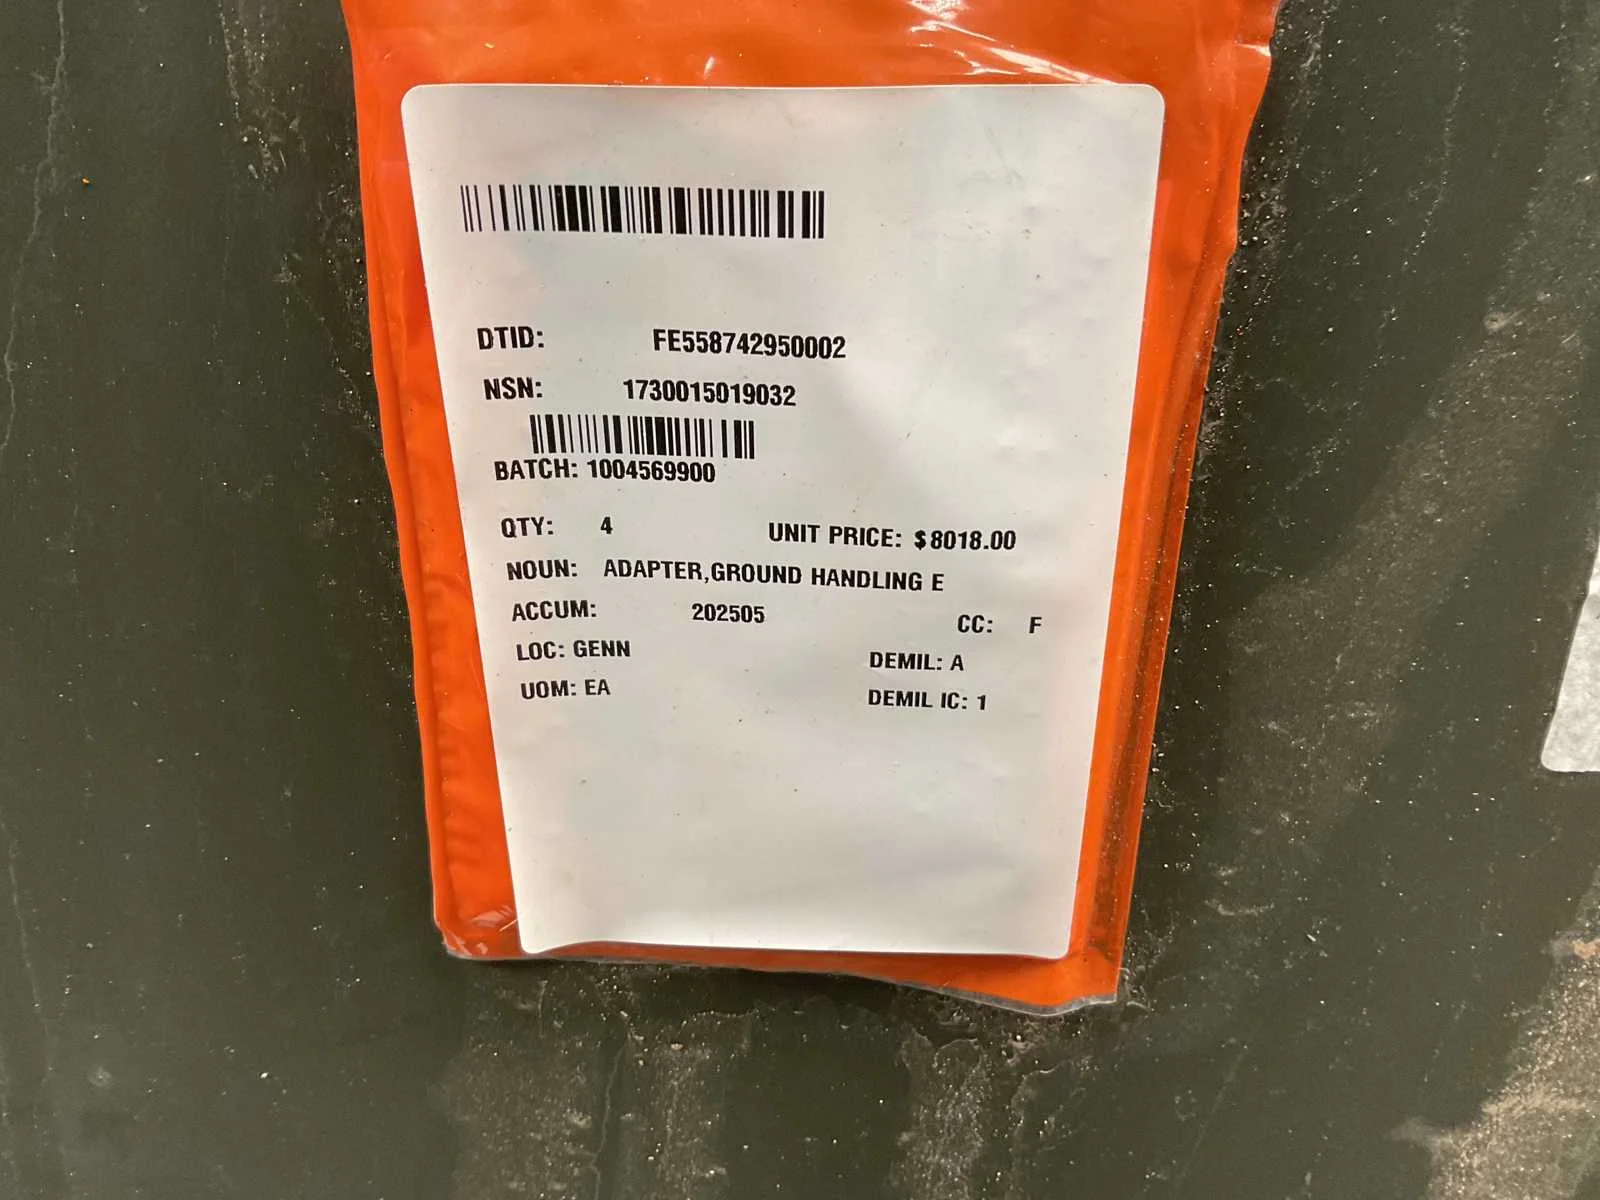 DTID: FE558742950002
NSN: 1730015019032
BATCH: 1004569900
QTY: 4 UNIT PRICE: $8018.00
NOUN: ADAPTER,GROUND HANDLING E
ACCUM: 202505 CC: F
LOC: GENN DEMIL: A
UOM: EA DEMIL IC: 1